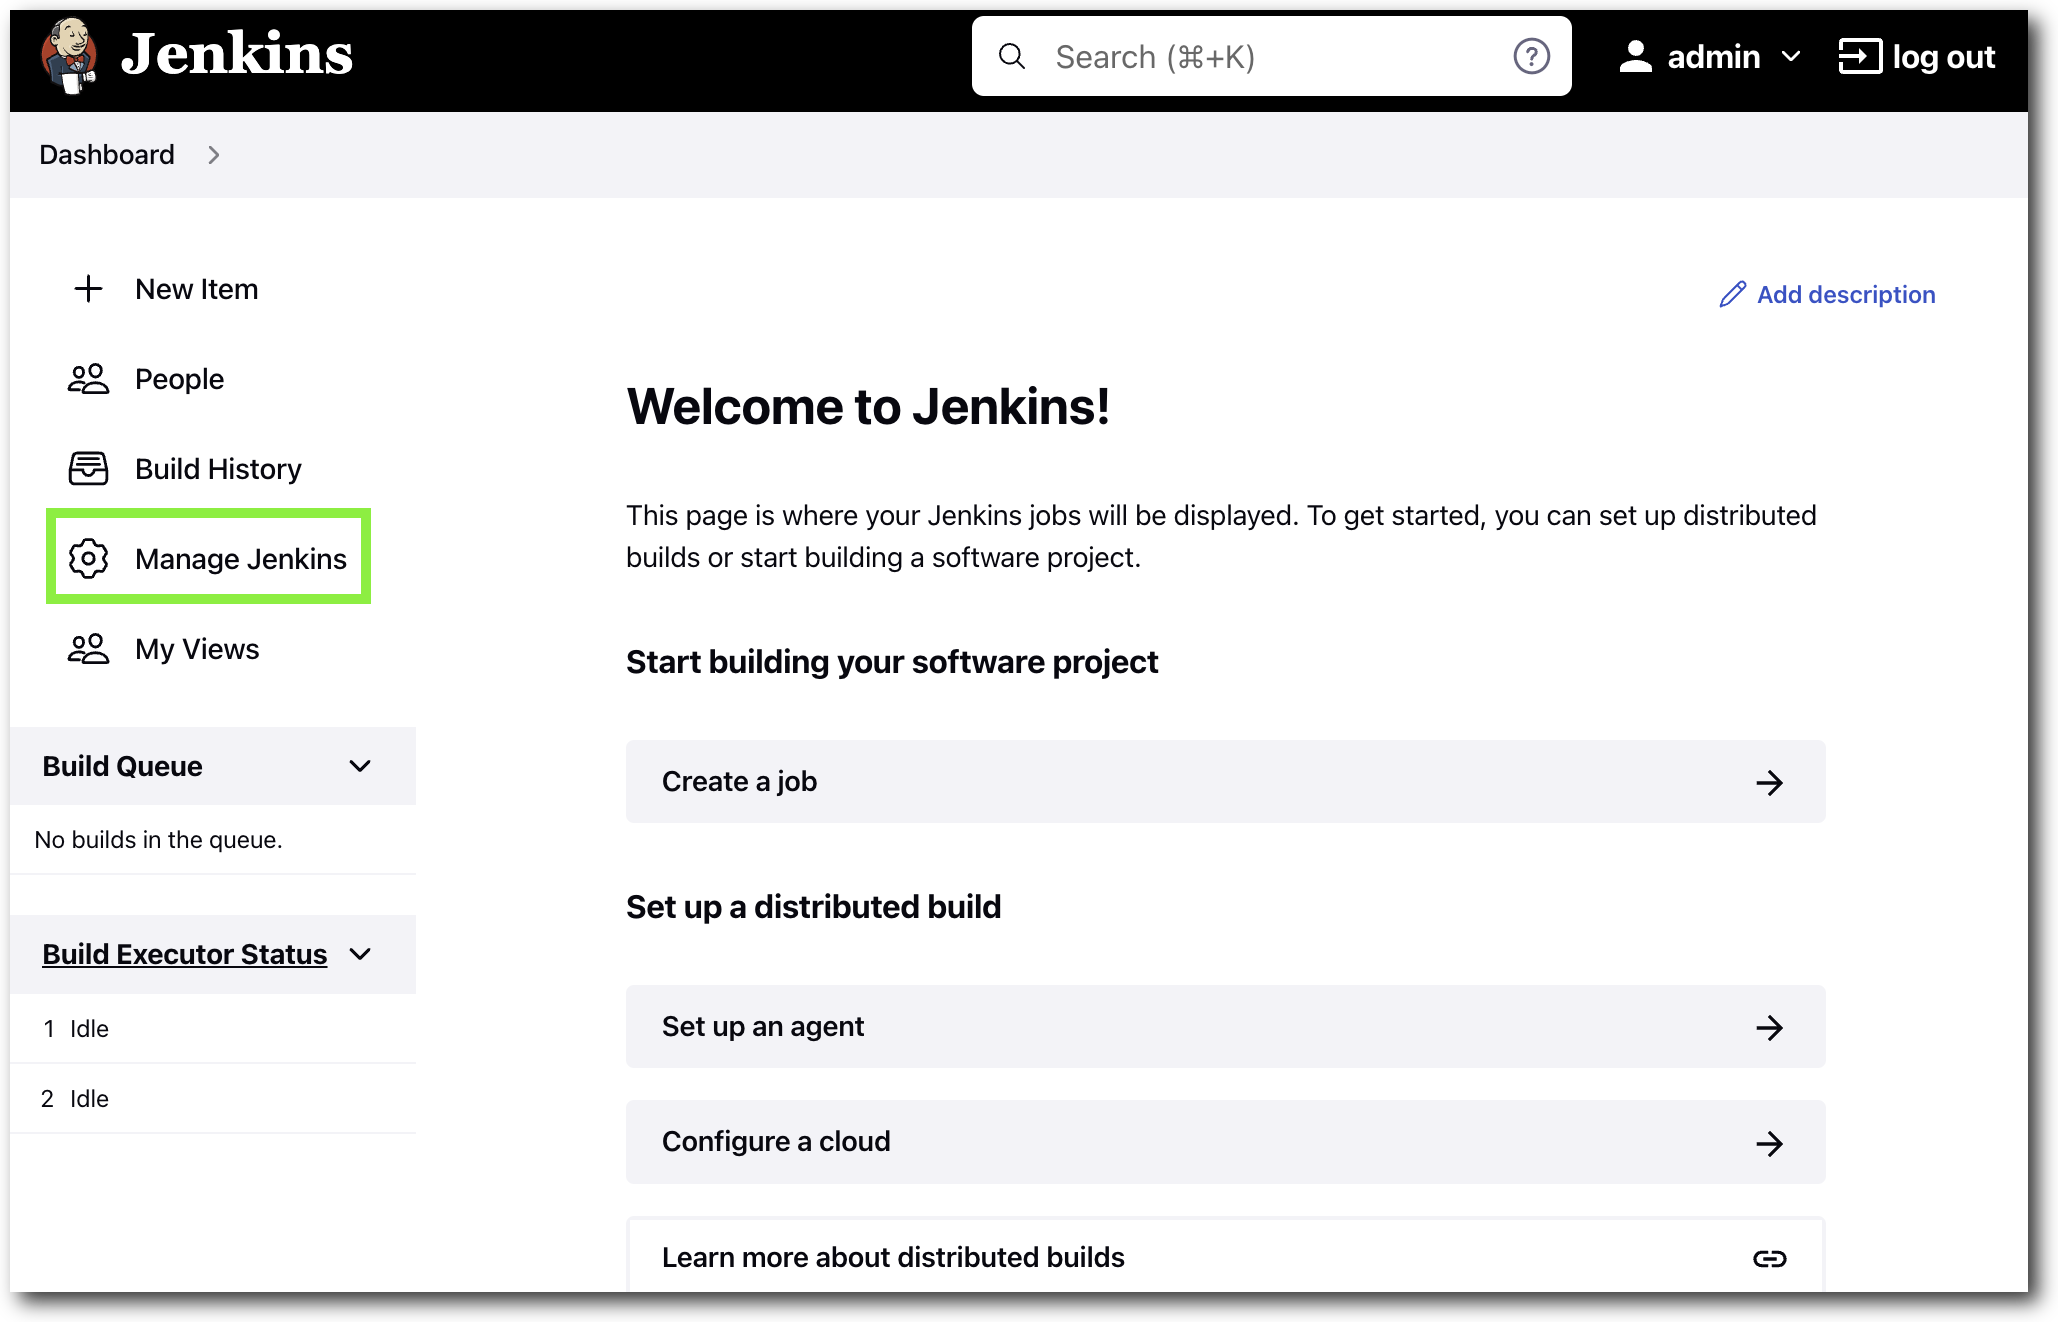 Jenkins
Search (⌘+K)
admin
log out
Dashboard
New Item
People
Build History
Manage Jenkins
My Views
Build Queue
No builds in the queue.
Build Executor Status
1 Idle
2 Idle
Add description
Welcome to Jenkins!
This page is where your Jenkins jobs will be displayed. To get started, you can set up distributed
builds or start building a software project.
Start building your software project
Create a job
Set up a distributed build
Set up an agent
Configure a cloud
Learn more about distributed builds